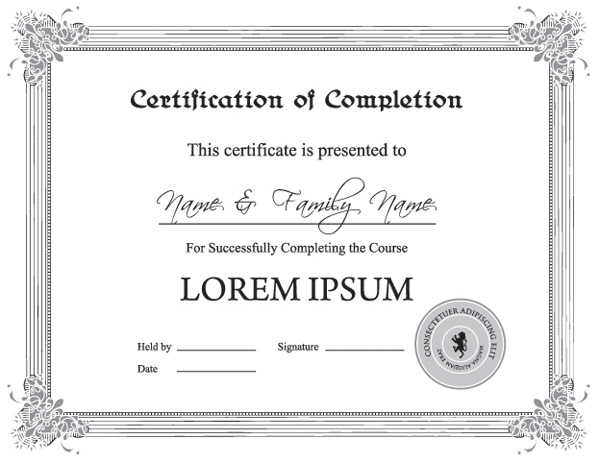 Certification of Completion
This certificate is presented to
Name & Family Name
For Successfully Completing the Course
LOREM IPSUM
Held by
Signature
Date
CONSECTETUER ADIPISCING ELIT
MAGNA ALIQUAM ERAT